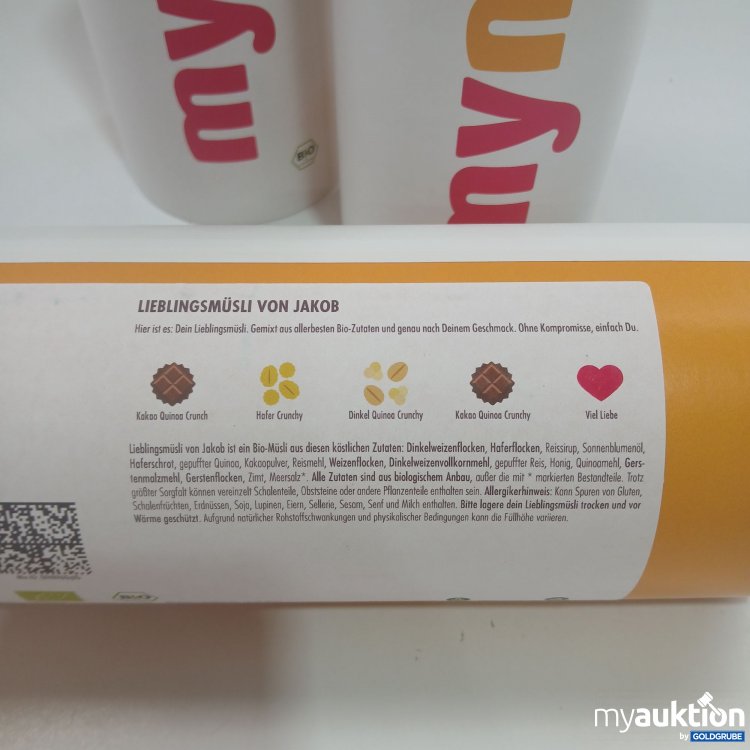 my
BIO
myn
LIEBLINGSMÜSLI VON JAKOB
Hier ist es: Dein Lieblingsmüsli. Gemixt aus allerbesten Bio-Zutaten und genau nach Deinem Geschmack. Ohne Kompromisse, einfach Du.
Kakao Quinoa Crunch
Hafer Crunchy
Dinkel Quinoa Crunchy
Kakao Quinoa Crunchy
Viel Liebe
Lieblingsmüsli von Jakob ist ein Bio-Müsli aus diesen köstlichen Zutaten: Dinkelweizenflocken, Haferflocken, Reissirup, Sonnenblumenöl,
Haferschrot, gepuffter Quinoa, Kakaopulver, Reismehl, Weizenflocken, Dinkelweizenvollkornmehl, gepuffter Reis, Honig, Quinoamehl, Gers-
tenmalzmehl, Gerstenflocken, Zimt, Meersalz*. Alle Zutaten sind aus biologischem Anbau, außer die mit * markierten Bestandteile. Trotz
größter Sorgfalt können vereinzelt Schalenteile, Obststeine oder andere Pflanzenteile enthalten sein. Allergikerhinweis: Kann Spuren von Gluten,
Schalenfrüchten, Erdnüssen, Soja, Lupinen, Eiern, Sellerie, Sesam, Senf und Milch enthalten. Bitte lagere dein Lieblingsmüsli trocken und vor
Wärme geschützt. Aufgrund natürlicher Rohstoffschwankungen und physikalischer Bedingungen kann die Füllhöhe variieren.
BIO
myauktion
by GOLDGRUBE